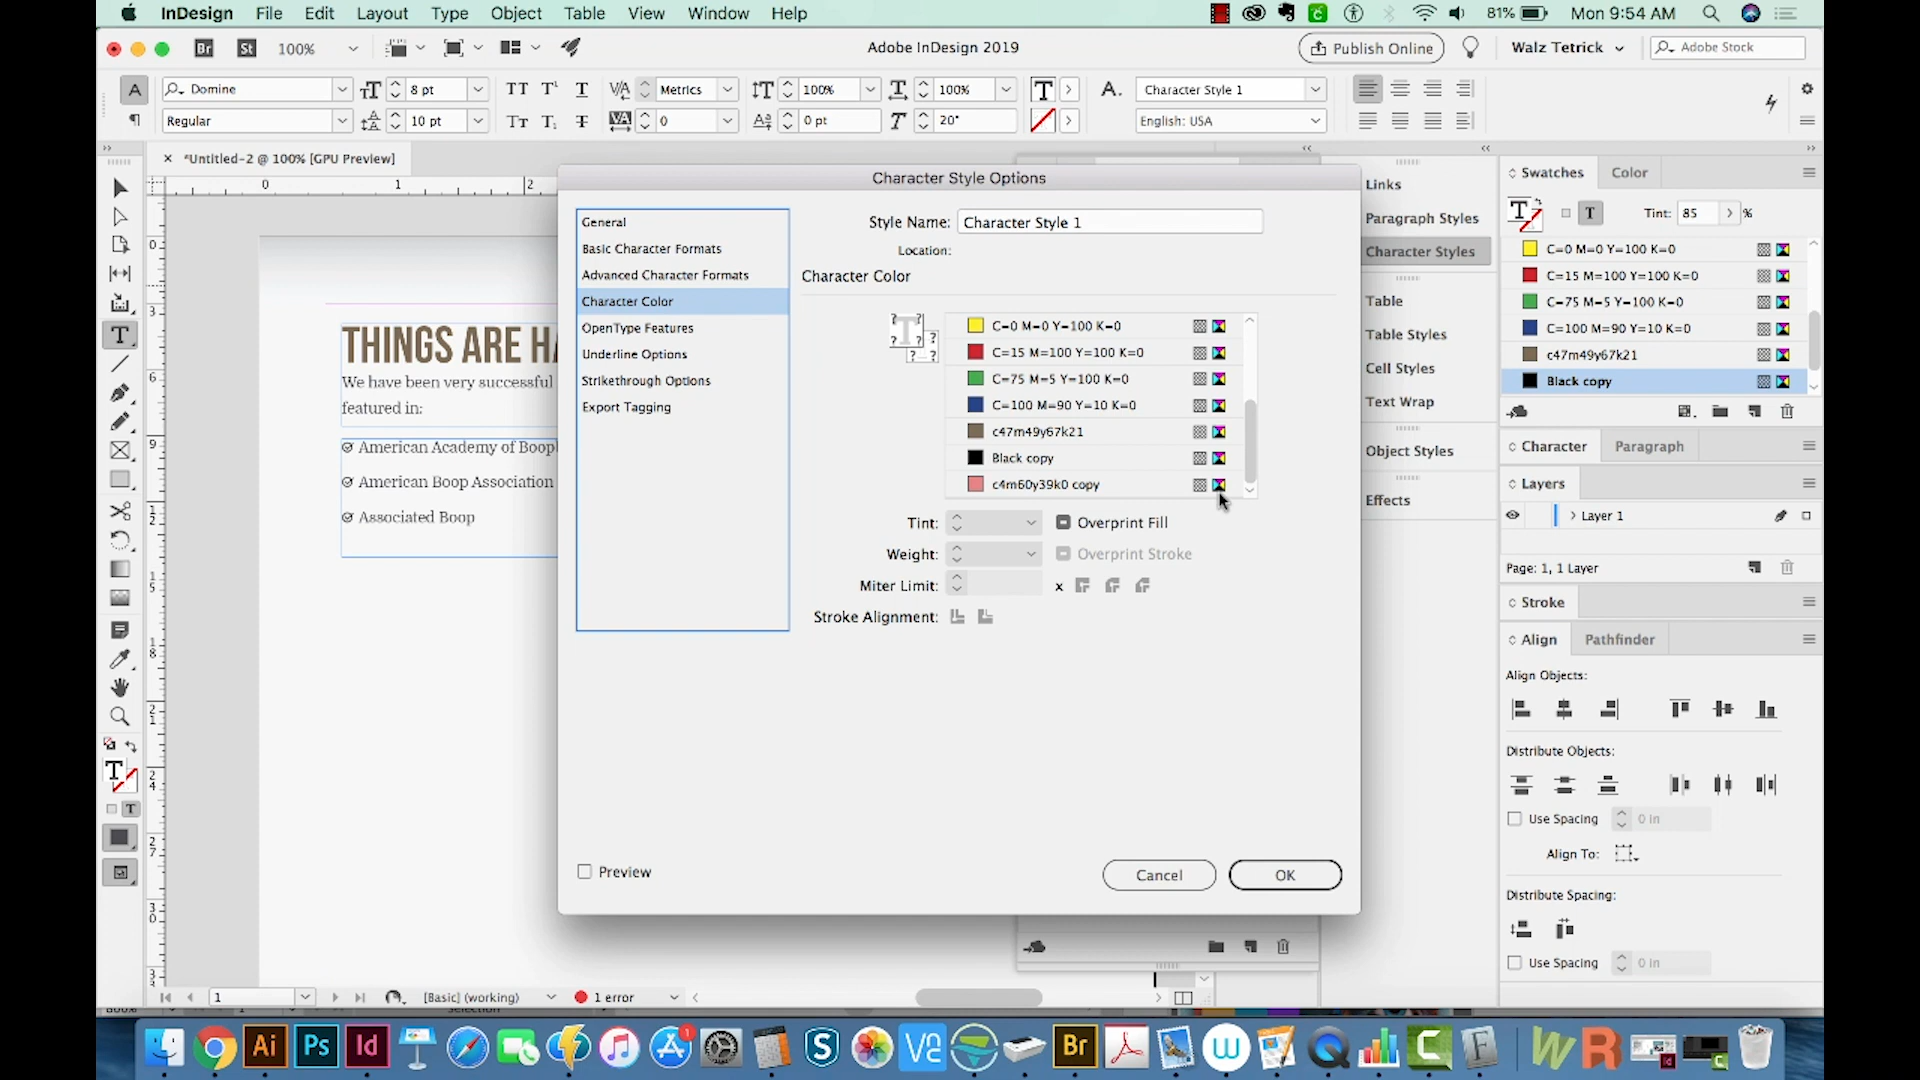 InDesign File Edit Layout Type Object Table View Window Help 81% Mon 9:54 AM
Br St 100% Adobe InDesign 2019 Publish Online Walz Tetrick Adobe Stock
A Domine 8 pt Metrics 100% 100% Character Style 1
Regular 10 pt 0 0 pt 20° English: USA
× *Untitled-2 @ 100% [GPU Preview]
0 1 2
THINGS ARE HA
We have been very successful
featured in:
American Academy of Boop
American Boop Association
Associated Boop
Character Style Options
General
Basic Character Formats
Advanced Character Formats
Character Color
OpenType Features
Underline Options
Strikethrough Options
Export Tagging
Style Name: Character Style 1
Location:
Character Color
C=0 M=0 Y=100 K=0
C=15 M=100 Y=100 K=0
C=75 M=5 Y=100 K=0
C=100 M=90 Y=10 K=0
c47m49y67k21
Black copy
c4m60y39k0 copy
Tint: Overprint Fill
Weight: Overprint Stroke
Miter Limit: x
Stroke Alignment:
Preview Cancel OK
Links
Paragraph Styles
Character Styles
Table
Table Styles
Cell Styles
Text Wrap
Object Styles
Effects
Swatches Color
T Tint: 85 %
C=0 M=0 Y=100 K=0
C=15 M=100 Y=100 K=0
C=75 M=5 Y=100 K=0
C=100 M=90 Y=10 K=0
c47m49y67k21
Black copy
Character Paragraph
Layers
Layer 1
Page: 1, 1 Layer
Stroke
Align Pathfinder
Align Objects:
Distribute Objects:
Use Spacing 0 in
Align To:
Distribute Spacing:
Use Spacing 0 in
1 [Basic] (working) 1 error
Ai Ps Id Br